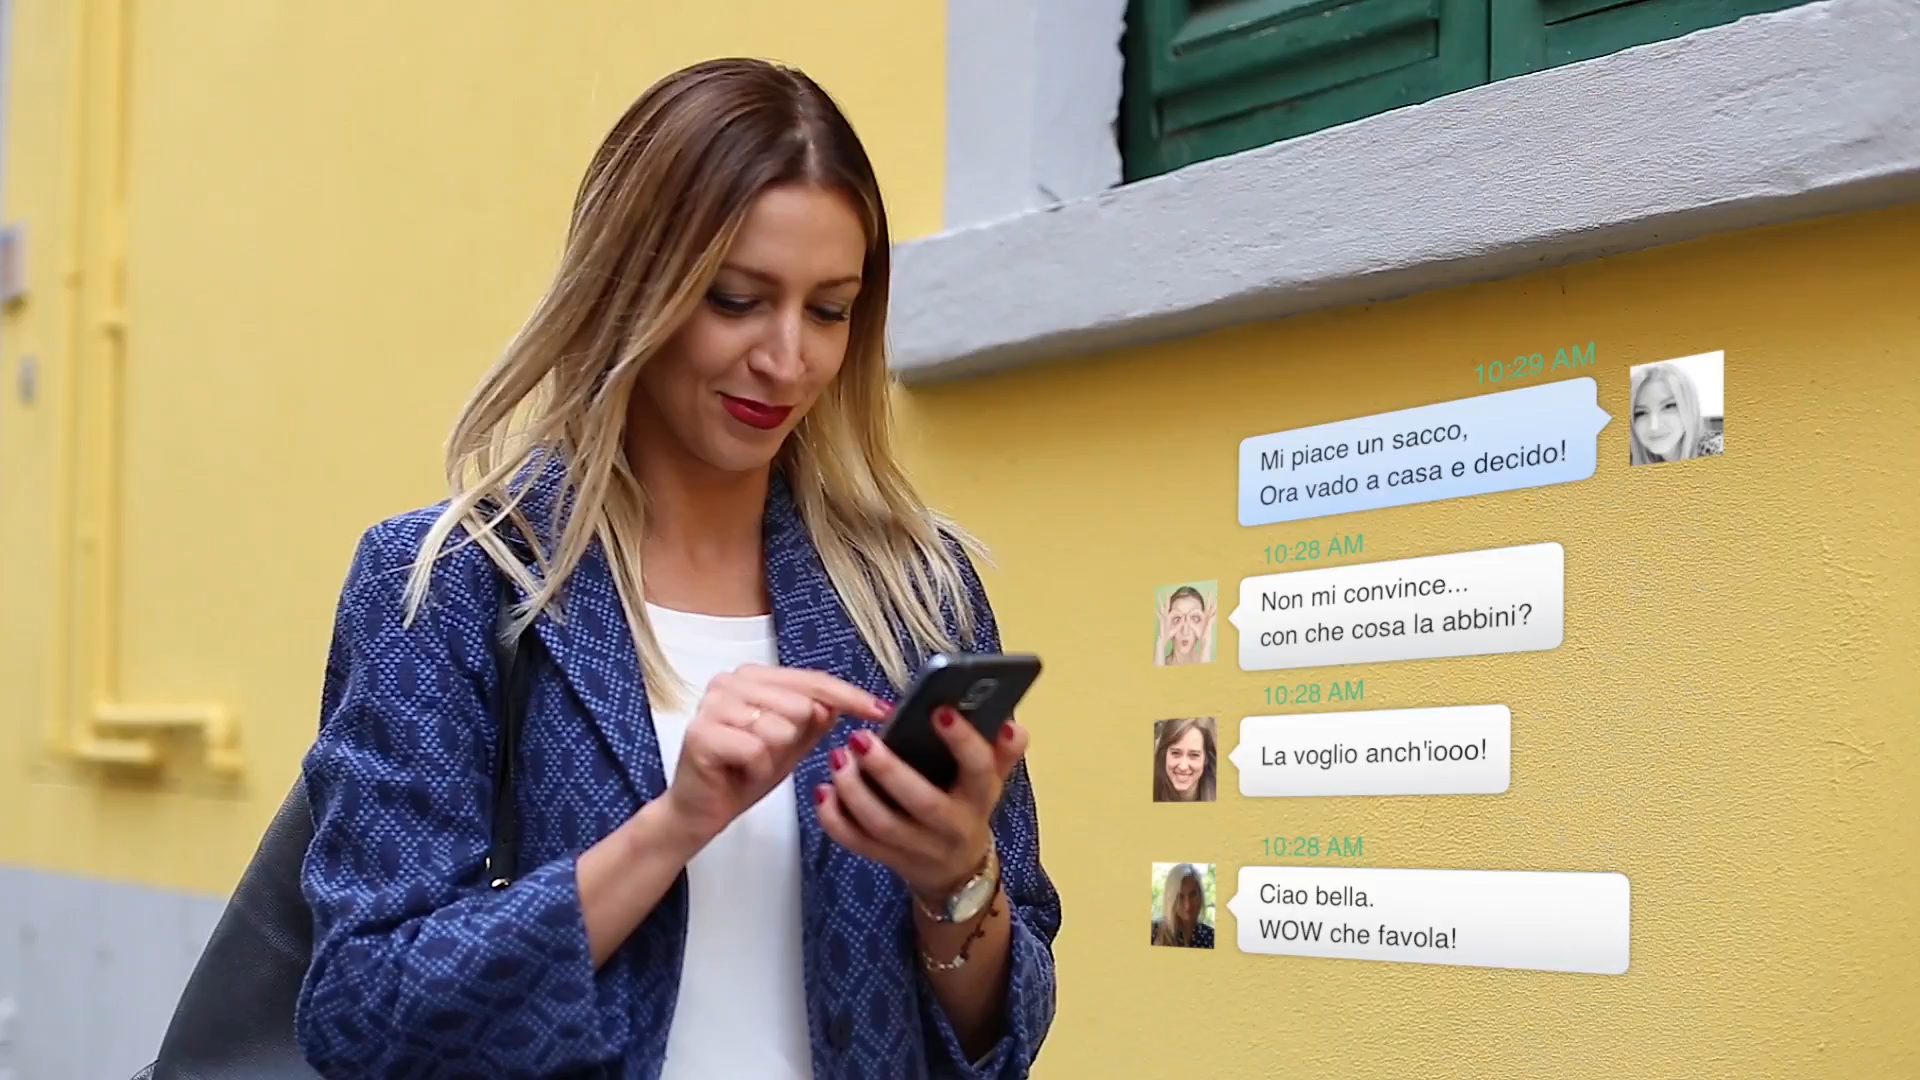 10:29 AM
Mi piace un sacco,
Ora vado a casa e decido!
10:28 AM
Non mi convince...
con che cosa la abbini?
10:28 AM
La voglio anch'iooo!
10:28 AM
Ciao bella.
WOW che favola!